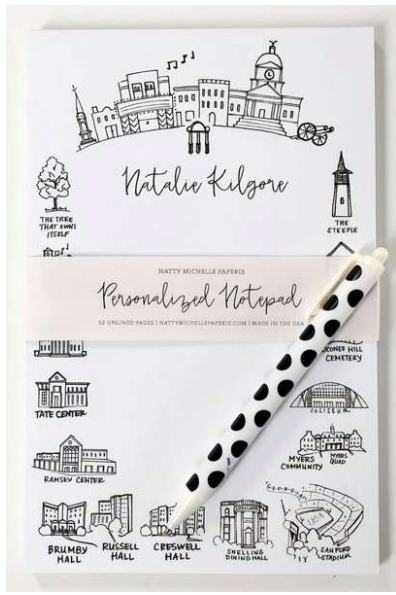 Natalie Kilgore
THE TREE
THAT OWNS
ITSELF
THE
STEEPLE
NATTY MICHELLE PAPERIE
Personalized Notepad
52 UNLINED PAGES | NATTYMICHELLEPAPERIE.COM | MADE IN THE USA
CEMETERY
TATE CENTER
COLISEUM
RAMSEY CENTER
MYERS
COMMUNITY
MYERS
QUAD
BRUMBY
HALL
RUSSELL
HALL
CRESWELL
HALL
SNELLING
DINING HALL
SANFORD
STADIUM